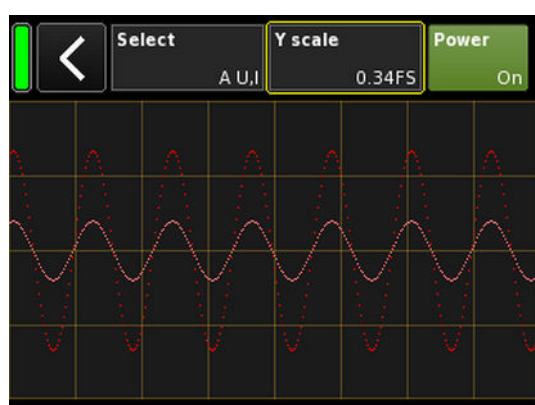 Select
A U,I
Y scale
0.34FS
Power
On